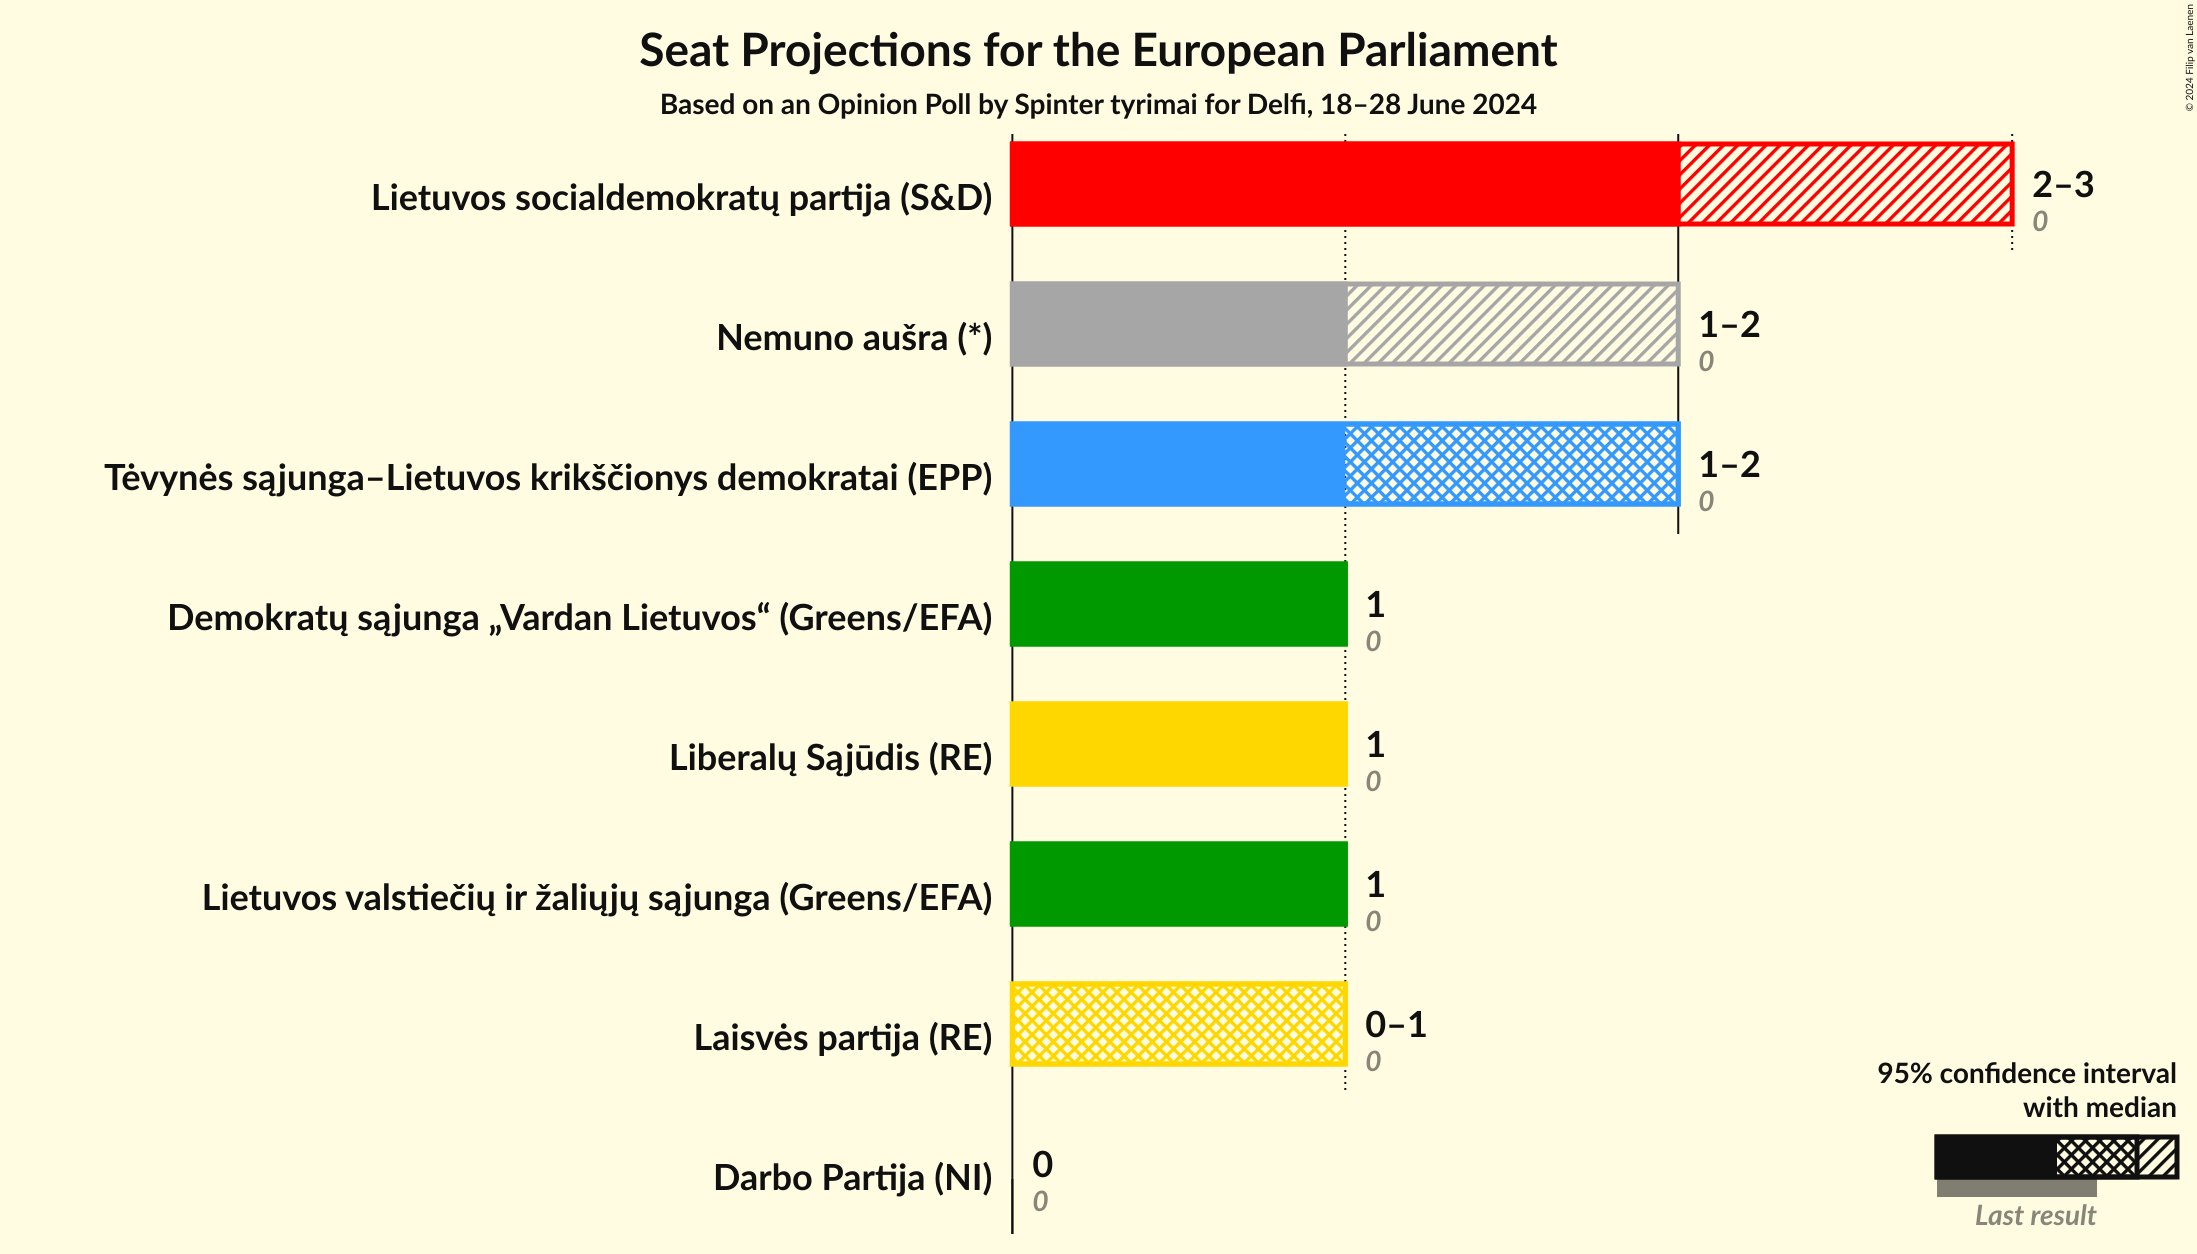 Seat Projections for the European Parliament
Based on an Opinion Poll by Spinter tyrimai for Delfi, 18–28 June 2024
© 2024 Filip van Laenen
Lietuvos socialdemokratų partija (S&D)
2–3
0
Nemuno aušra (*)
1–2
0
Tėvynės sąjunga–Lietuvos krikščionys demokratai (EPP)
1–2
0
Demokratų sąjunga „Vardan Lietuvos“ (Greens/EFA)
1
0
Liberalų Sąjūdis (RE)
1
0
Lietuvos valstiečių ir žaliųjų sąjunga (Greens/EFA)
1
0
Laisvės partija (RE)
0–1
0
Darbo Partija (NI)
0
0
95% confidence interval
with median
Last result